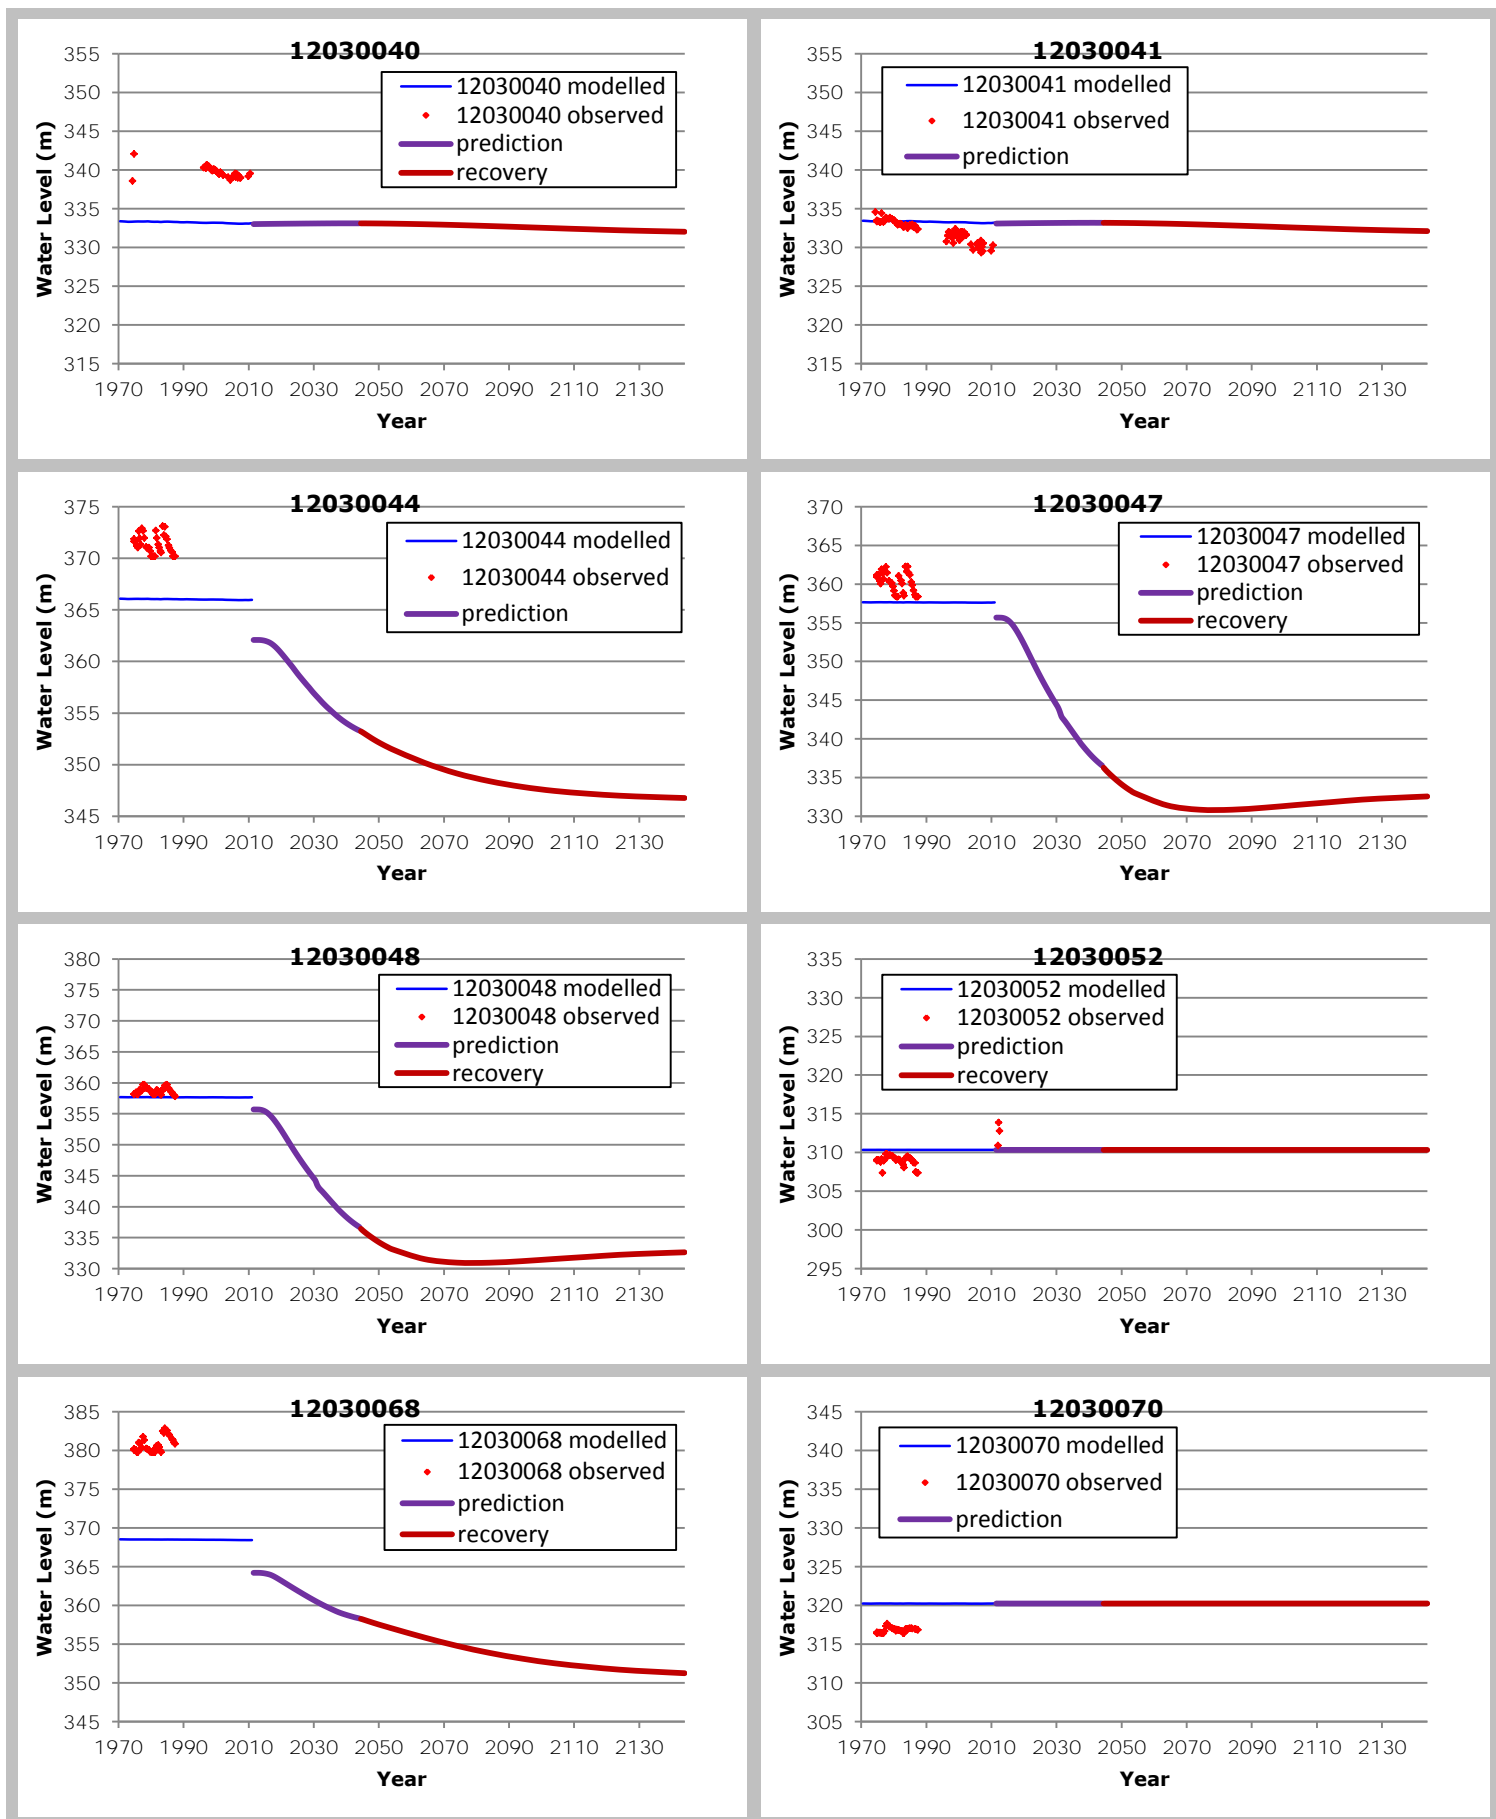 12030040
355
350
345
340
335
330
325
320
315
Water Level (m)
12030040 modelled
12030040 observed
prediction
recovery
1970 1990 2010 2030 2050 2070 2090 2110 2130
Year
12030041
355
350
345
340
335
330
325
320
315
Water Level (m)
12030041 modelled
12030041 observed
prediction
1970 1990 2010 2030 2050 2070 2090 2110 2130
Year
12030044
375
370
365
360
355
350
345
Water Level (m)
12030044 modelled
12030044 observed
prediction
1970 1990 2010 2030 2050 2070 2090 2110 2130
Year
12030047
370
365
360
355
350
345
340
335
330
Water Level (m)
12030047 modelled
12030047 observed
prediction
recovery
1970 1990 2010 2030 2050 2070 2090 2110 2130
Year
12030048
380
375
370
365
360
355
350
345
340
335
330
Water Level (m)
12030048 modelled
12030048 observed
prediction
recovery
1970 1990 2010 2030 2050 2070 2090 2110 2130
Year
12030052
335
330
325
320
315
310
305
300
295
Water Level (m)
12030052 modelled
12030052 observed
prediction
recovery
1970 1990 2010 2030 2050 2070 2090 2110 2130
Year
12030068
385
380
375
370
365
360
355
350
345
Water Level (m)
12030068 modelled
12030068 observed
prediction
recovery
1970 1990 2010 2030 2050 2070 2090 2110 2130
Year
12030070
345
340
335
330
325
320
315
310
305
Water Level (m)
12030070 modelled
12030070 observed
prediction
1970 1990 2010 2030 2050 2070 2090 2110 2130
Year